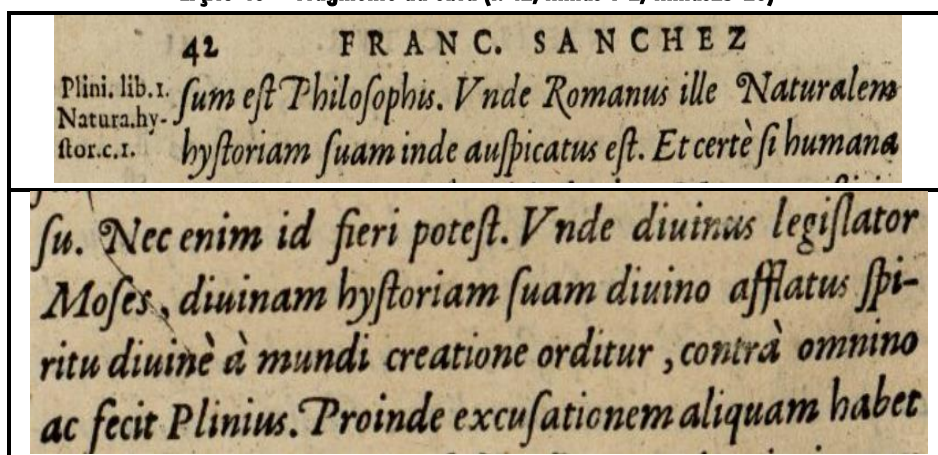 42 FRANC. SANCHEZ
Plini. lib.1.
Natura.hy-
ſtor.c.1.
ſum eſt Philoſophis. Vnde Romanus ille Naturalem
hyſtoriam ſuam inde auſpicatus eſt. Et certè ſi humana
ſu. Nec enim id fieri poteſt. Vnde diuinus legiſlator
Moſes, diuinam hyſtoriam ſuam diuino afflatus ſpi-
ritu diuinè à mundi creatione orditur, contrà omnino
ac fecit Plinius. Proinde excuſationem aliquam habet